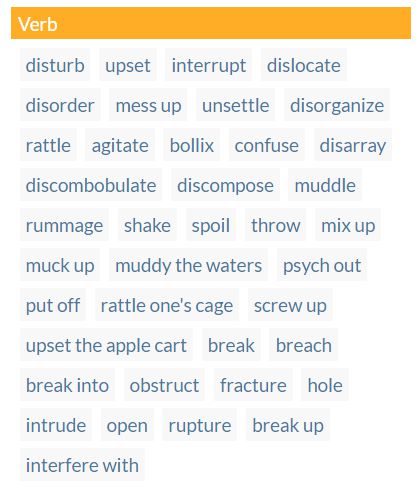 Verb
disturb upset interrupt dislocate
disorder mess up unsettle disorganize
rattle agitate bollix confuse disarray
discombobulate discompose muddle
rummage shake spoil throw mix up
muck up muddy the waters psych out
put off rattle one's cage screw up
upset the apple cart break breach
break into obstruct fracture hole
intrude open rupture break up
interfere with